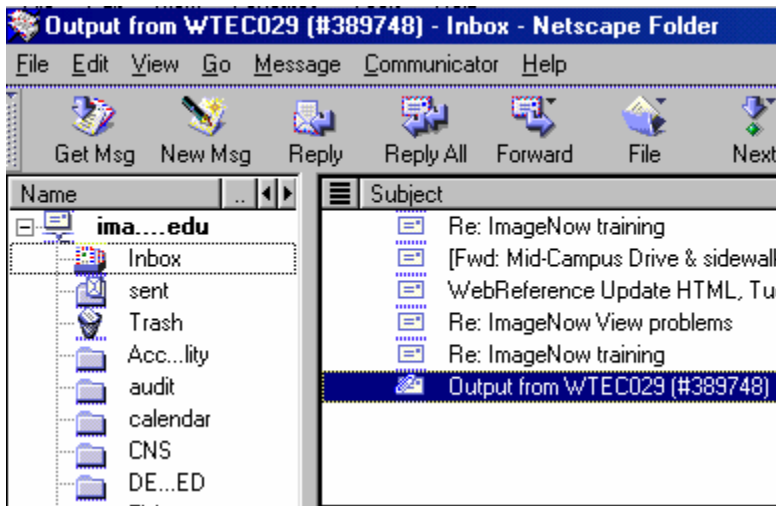 Output from WTEC029 (#389748) - Inbox - Netscape Folder
File Edit View Go Message Communicator Help
Get Msg New Msg Reply Reply All Forward File Next
Name .. Subject
ima....edu
Inbox
sent
Trash
Acc...lity
audit
calendar
CNS
DE...ED
Re: ImageNow training
[Fwd: Mid-Campus Drive & sidewalk
WebReference Update HTML, Tu
Re: ImageNow View problems
Re: ImageNow training
Output from WTEC029 (#389748)